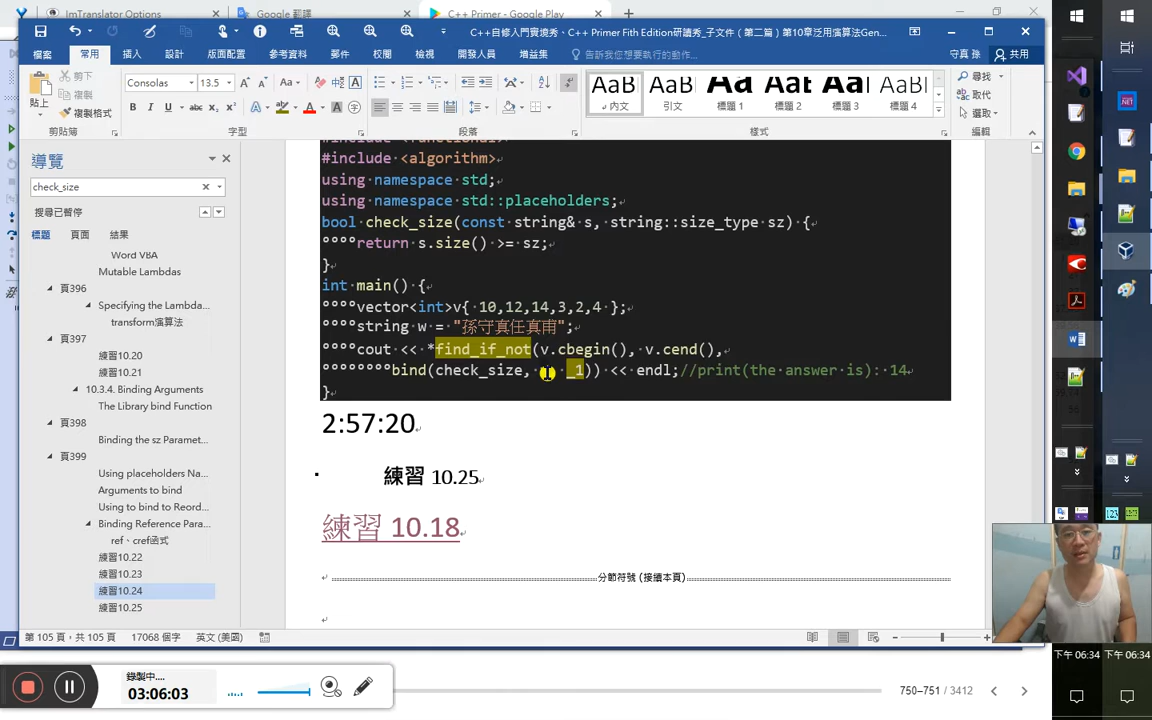 ImTranslator Options
Google 翻譯
C++ Primer - Google Play
C++自修入門實境秀、C++ Primer Fith Edition研讀秀_子文件（第二篇）第10章泛用演算法Gen...
檔案
常用
插入
設計
版面配置
參考資料
郵件
校閱
檢視
開發人員
增益集
告訴我您想要執行的動作...
守真 孫
共用
貼上
剪下
複製
複製格式
Consolas
13.5
AaB
AaB
AaB
Aat
AaI
AaBl
內文
引文
標題 1
標題 2
標題 3
標題 4
尋找
取代
選取
剪貼簿
字型
段落
樣式
編輯
導覽
check_size
搜尋已暫停
標題
頁面
結果
Word VBA
Mutable Lambdas
頁396
Specifying the Lambda...
transform演算法
頁397
練習10.20
練習10.21
10.3.4. Binding Arguments
The Library bind Function
頁398
Binding the sz Paramet...
頁399
Using placeholders Na...
Arguments to bind
Using to bind to Reord...
Binding Reference Para...
ref、cref函式
練習10.22
練習10.23
練習10.24
練習10.25
#include <algorithm>
using namespace std;
using namespace std::placeholders;
bool check_size(const string& s, string::size_type sz) {
return s.size() >= sz;
}
int main() {
vector<int>v{ 10,12,14,3,2,4 };
string w = "孫守真任真甫";
cout << *find_if_not(v.cbegin(), v.cend(),
bind(check_size, _1)) << endl;//print(the answer is): 14
}
2:57:20
練習 10.25
練習 10.18
分節符號 (接續本頁)
第 105 頁，共 105 頁
17068 個字
英文 (美國)
錄製中...
03:06:03
750–751 / 3412
下午 06:34
下午 06:34